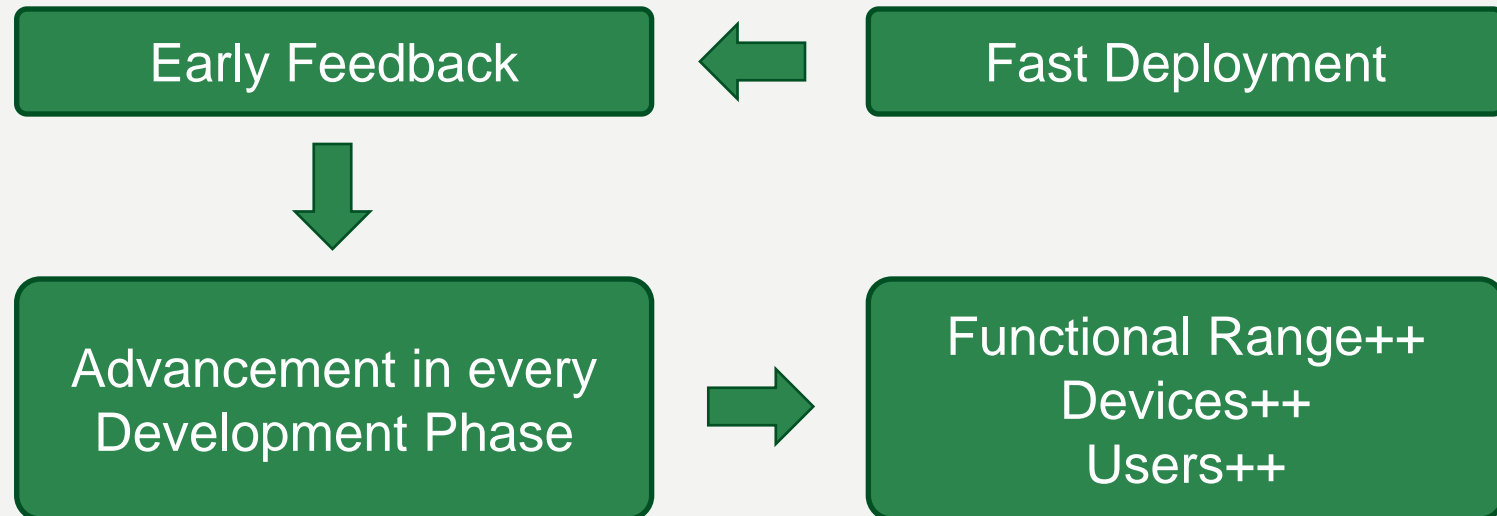 Early Feedback
Fast Deployment
Advancement in every
Development Phase
Functional Range++
Devices++
Users++